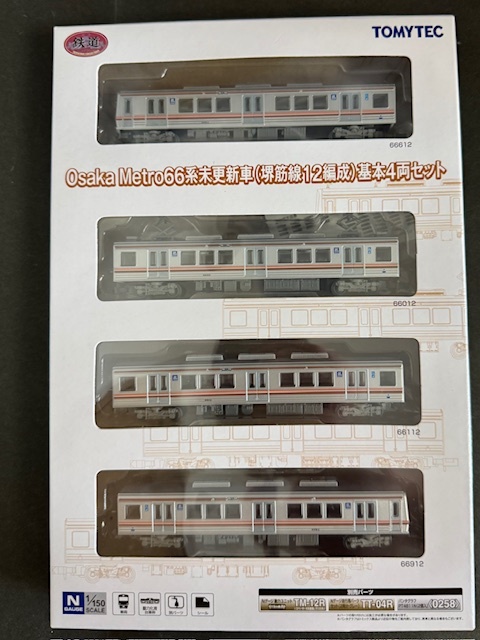 鉄道
TOMYTEC
66612
Osaka Metro66系未更新車(堺筋線12編成)基本4両セット
66012
66112
66912
N
GAUGE
1/150
SCALE
別売パーツ
TM-12R
TT-04R
0258